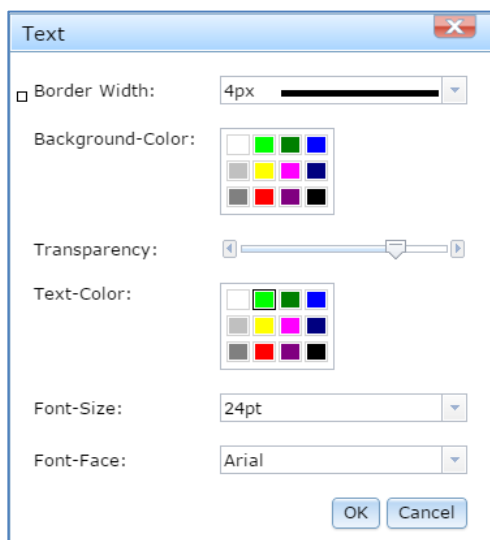 Text
Border Width: 4px
Background-Color:
Transparency:
Text-Color:
Font-Size: 24pt
Font-Face: Arial
OK Cancel